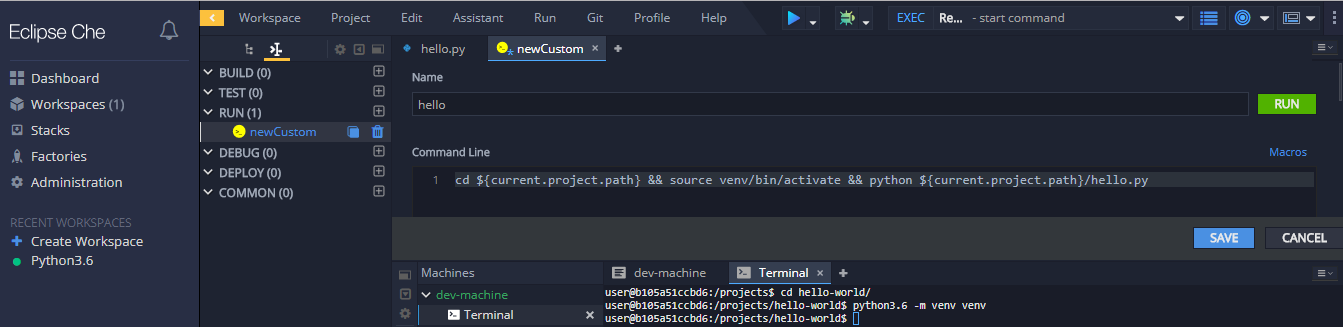 Eclipse Che
Dashboard
Workspaces (1)
Stacks
Factories
Administration
RECENT WORKSPACES
Create Workspace
Python3.6
Workspace Project Edit Assistant Run Git Profile Help
EXEC Re... - start command
BUILD (0)
TEST (0)
RUN (1)
newCustom
DEBUG (0)
DEPLOY (0)
COMMON (0)
hello.py newCustom
Name
hello RUN
Command Line Macros
1 cd ${current.project.path} && source venv/bin/activate && python ${current.project.path}/hello.py
SAVE CANCEL
Machines
dev-machine
Terminal
dev-machine Terminal
user@b105a51ccbd6:/projects$ cd hello-world/
user@b105a51ccbd6:/projects/hello-world$ python3.6 -m venv venv
user@b105a51ccbd6:/projects/hello-world$